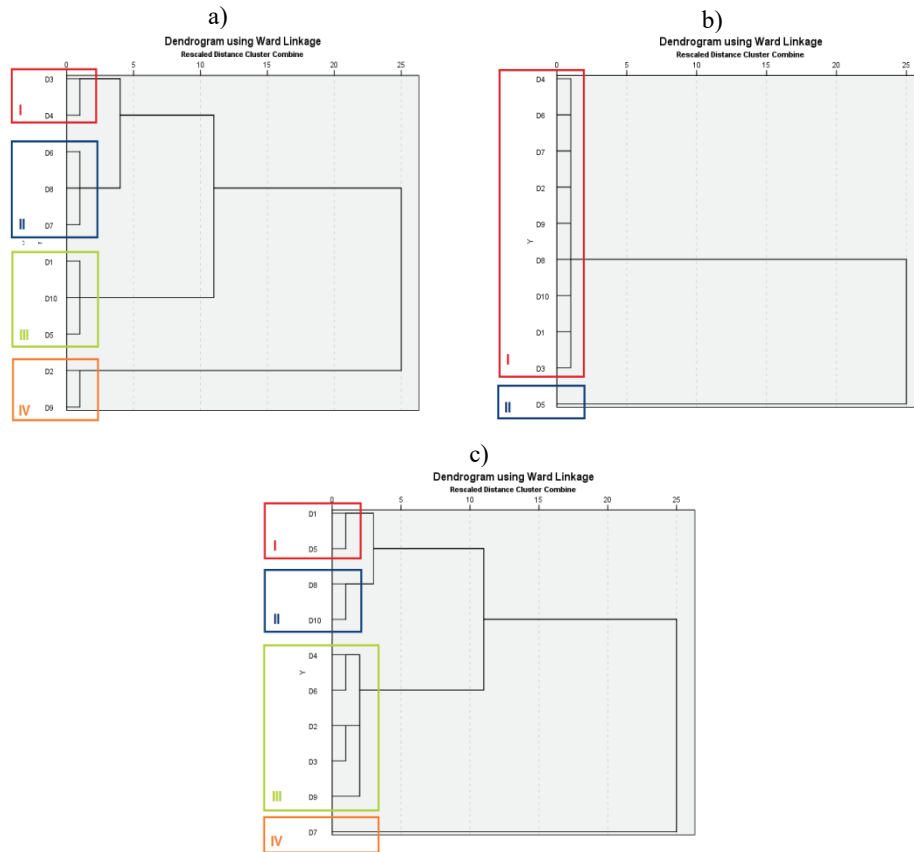 a)
Dendrogram using Ward Linkage
Rescaled Distance Cluster Combine
0 5 10 15 20 25
D3
I
D4
D6
D8
II
D7
D1
D10
III
D5
D2
IV
D9
b)
Dendrogram using Ward Linkage
Rescaled Distance Cluster Combine
0 5 10 15 20 25
D4
D6
D7
D2
D9
Y
D8
D10
D1
I
D3
II
D5
c)
Dendrogram using Ward Linkage
Rescaled Distance Cluster Combine
0 5 10 15 20 25
D1
I
D5
D8
II
D10
D4
Y
D6
D2
D3
III
D9
D7
IV